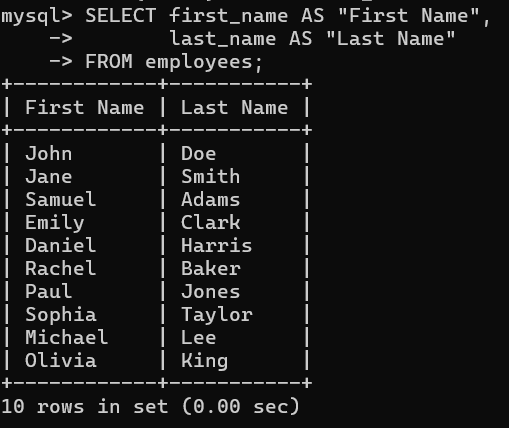 mysql> SELECT first_name AS "First Name",
    ->        last_name AS "Last Name"
    -> FROM employees;
+------------+-----------+
| First Name | Last Name |
+------------+-----------+
| John       | Doe       |
| Jane       | Smith     |
| Samuel     | Adams     |
| Emily      | Clark     |
| Daniel     | Harris    |
| Rachel     | Baker     |
| Paul       | Jones     |
| Sophia     | Taylor    |
| Michael    | Lee       |
| Olivia     | King      |
+------------+-----------+
10 rows in set (0.00 sec)